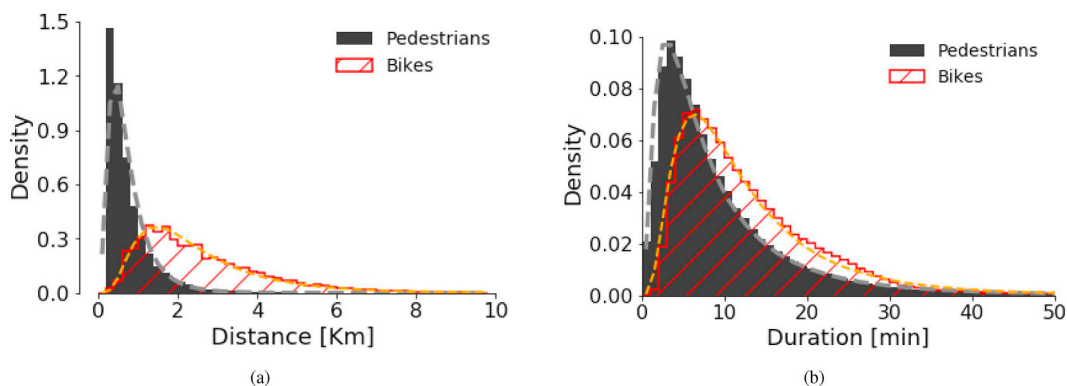 1.5
1.2
0.9
0.6
0.3
0.0
Density
0
2
4
6
8
10
Distance [Km]
Pedestrians
Bikes
(a)
0.10
0.08
0.06
0.04
0.02
0.00
Density
0
10
20
30
40
50
Duration [min]
Pedestrians
Bikes
(b)